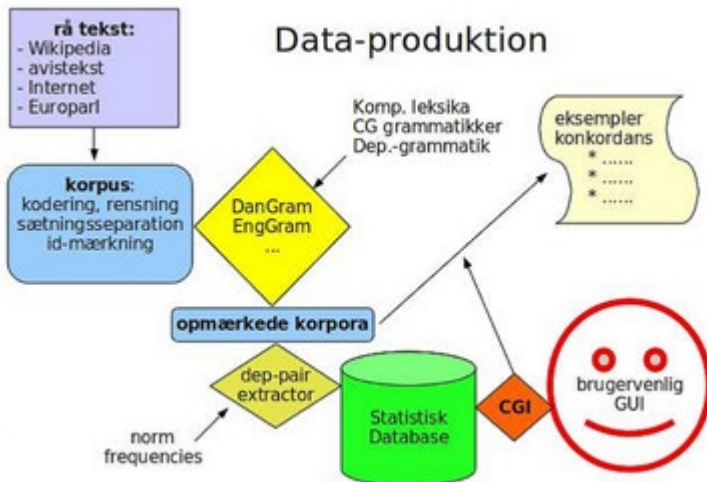 Data-produktion
rå tekst:
- Wikipedia
- avistekst
- Internet
- Europarl
Komp. leksika
CG grammatikker
Dep.-grammatik
eksempler
konkordans
* ......
* ......
* ......
korpus:
kodering, rensning
sætningsseparation
id-mærkning
DanGram
EngGram
...
opmærkede korpora
dep-pair
extractor
norm
frequencies
Statistisk
Database
CGI
brugervenlig
GUI